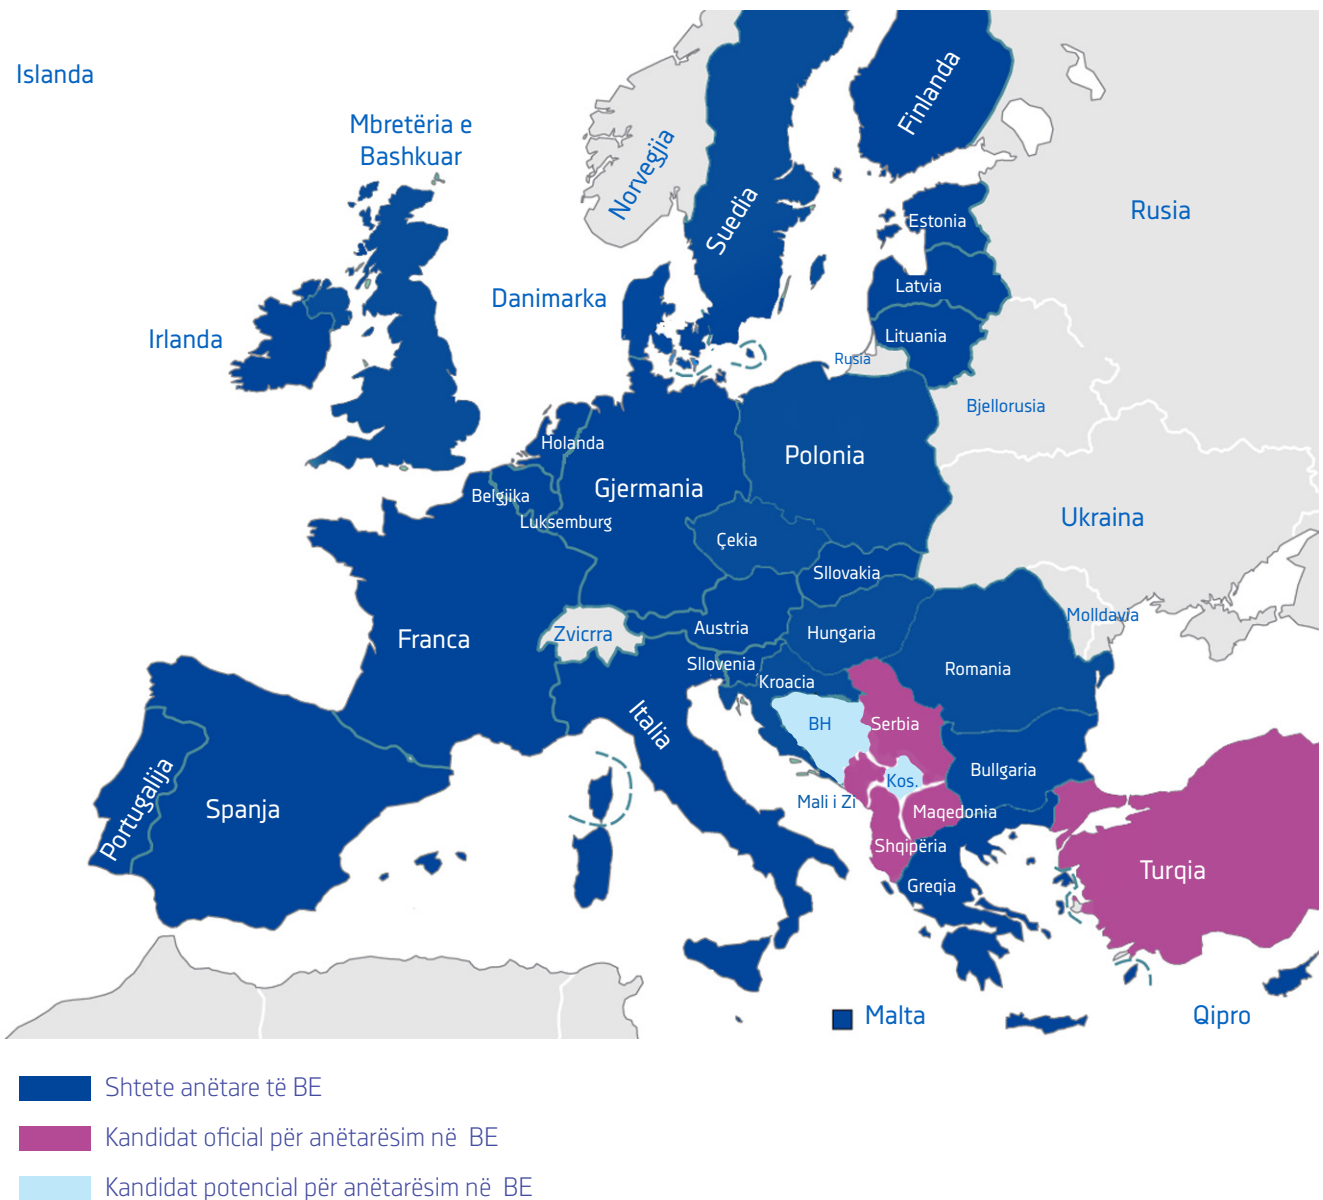 Islanda
Mbretëria e
Bashkuar
Norvegjia
Finlanda
Suedia
Rusia
Estonia
Danimarka
Latvia
Irlanda
Lituania
Rusia
Bjellorusia
Holanda
Polonia
Gjermania
Belgjika
Luksemburg
Ukraina
Çekia
Sllovakia
Molldavia
Zvicrra
Franca
Austria
Hungaria
Sllovenia
Romania
Kroacia
Italia
BH
Serbia
Bullgaria
Kos.
Mali i Zi
Portugalija
Spanja
Maqedonia
Shqipëria
Turqia
Greqia
Malta
Qipro
Shtete anëtare të BE
Kandidat oficial për anëtarësim në BE
Kandidat potencial për anëtarësim në BE